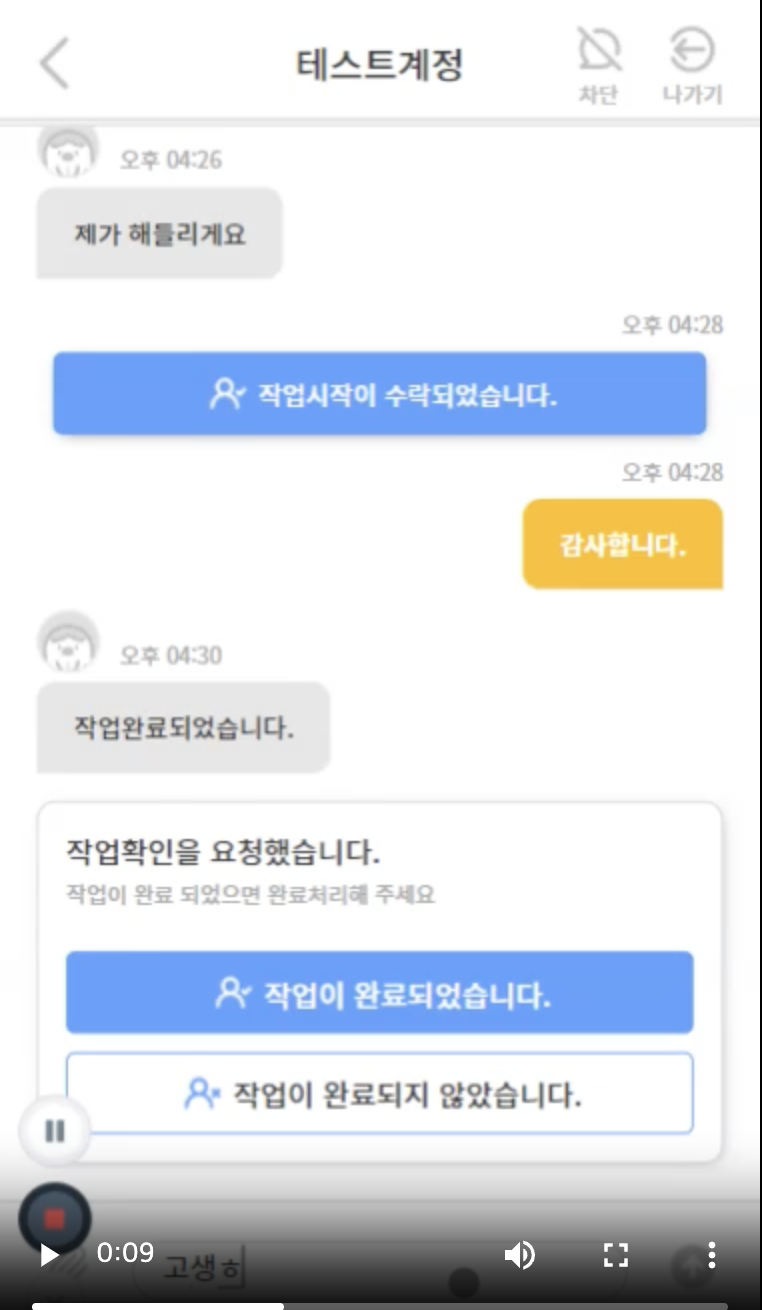 테스트계정
차단
나가기
오후 04:26
제가 해들리게요
오후 04:28
작업시작이 수락되었습니다.
오후 04:28
감사합니다.
오후 04:30
작업완료되었습니다.
작업확인을 요청했습니다.
작업이 완료 되었으면 완료처리해 주세요
작업이 완료되었습니다.
작업이 완료되지 않았습니다.
0:09
고생ㅎ